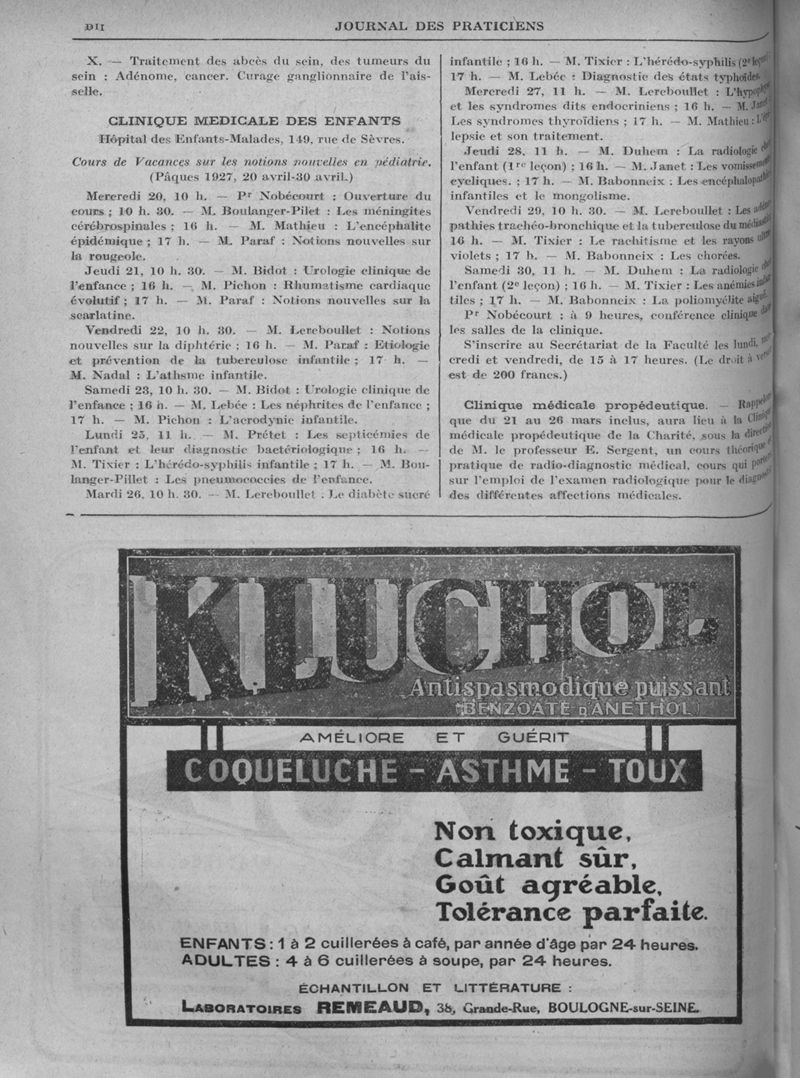 DII
JOURNAL DES PRATICIENS
X. — Traitement des abcès du sein, des tumeurs du
sein : Adénome, cancer. Curage ganglionnaire de l'ais-
selle.
CLINIQUE MEDICALE DES ENFANTS
Hôpital des Enfants-Malades, 149, rue de Sèvres.
Cours de Vacances sur les notions nouvelles en pédiatrie.
(Pâques 1927, 20 avril-30 avril.)
Mercredi 20, 10 h. — Pr Nobécourt : Ouverture du
cours ; 10 h. 30. — M. Boulanger-Pilet : Les méningites
cérébrospinales ; 16 h. — M. Mathieu : L'encéphalite
épidémique ; 17 h. — M. Paraf : Notions nouvelles sur
la rougeole.
Jeudi 21, 10 h. 30. — M. Bidot : Urologie clinique de
l'enfance ; 16 h. — M. Pichon : Rhumatisme cardiaque
évolutif ; 17 h. — M. Paraf : Notions nouvelles sur la
scarlatine.
Vendredi 22, 10 h. 30. — M. Lereboullet : Notions
nouvelles sur la diphtérie ; 16 h. — M. Paraf : Etiologie
et prévention de la tuberculose infantile ; 17 h. —
M. Nadal : L'athsme infantile.
Samedi 23, 10 h. 30. — M. Bidot : Urologie clinique de
l'enfance ; 16 h. — M. Lebée : Les néphrites de l'enfance ;
17 h. — M. Pichon : L'acrodynie infantile.
Lundi 25, 11 h. — M. Prétet : Les septicémies de
l'enfant et leur diagnostic bactériologique ; 16 h. —
M. Tixier : L'hérédo-syphilis infantile ; 17 h. — M. Bou-
langer-Pillet : Les pneumococcies de l'enfance.
Mardi 26, 10 h. 30. — M. Lereboullet : Le diabète sucré
infantile ; 16 h. — M. Tixier : L'hérédo-syphilis (2e leçon)
17 h. — M. Lebée : Diagnostic des états typhoïdes.
Mercredi 27, 11 h. — M. Lereboullet : L'hypophyse
et les syndromes dits endocriniens ; 16 h. — M. Janet :
Les syndromes thyroïdiens ; 17 h. — M. Mathieu :
lepsie et son traitement.
Jeudi 28, 11 h. — M. Duhem : La radiologie
l'enfant (1re leçon) ; 16 h. — M. Janet : Les vomissements
cycliques. ; 17 h. — M. Babonneix : Les encéphalopathies
infantiles et le mongolisme.
Vendredi 29, 10 h. 30. — M. Lereboullet : Les
pathies trachéo-bronchique et la tuberculose du
16 h. — M. Tixier : Le rachitisme et les rayons
violets ; 17 h. — M. Babonneix : Les chorées.
Samedi 30, 11 h. — M. Duhem : La radiologie
l'enfant (2e leçon) ; 16 h. — M. Tixier : Les anémies
tiles ; 17 h. — M. Babonneix : La poliomyélite
Pr Nobécourt : à 9 heures, conférence clinique
les salles de la clinique.
S'inscrire au Secrétariat de la Faculté les lundi,
credi et vendredi, de 15 à 17 heures. (Le droit à
est de 200 francs.)
Clinique médicale propédeutique. —
que du 21 au 26 mars inclus, aura lieu à la
médicale propédeutique de la Charité, sous la
de M. le professeur E. Sergent, un cours théorique
pratique de radio-diagnostic médical, cours qui
sur l'emploi de l'examen radiologique pour le
des différentes affections médicales.
KLUCHOL
Antispasmodique puissant
(BENZOATE D'ANETHOL)
AMÉLIORE ET GUÉRIT
COQUELUCHE - ASTHME - TOUX
Non toxique,
Calmant sûr,
Goût agréable,
Tolérance parfaite.
ENFANTS : 1 à 2 cuillerées à café, par année d'âge par 24 heures.
ADULTES : 4 à 6 cuillerées à soupe, par 24 heures.
ÉCHANTILLON ET LITTÉRATURE :
LABORATOIRES REMEAUD, 38, Grande-Rue, BOULOGNE-sur-SEINE.